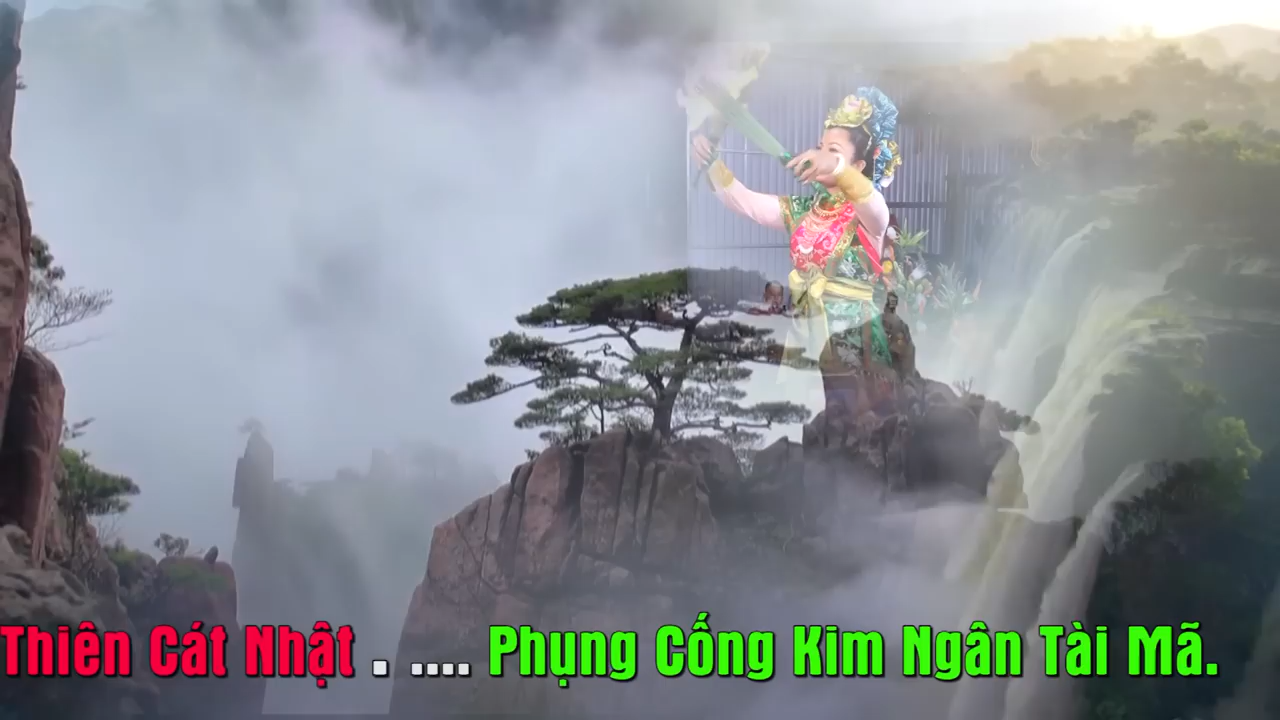 Thiên Cát Nhật . .... Phụng Cống Kim Ngân Tài Mã.